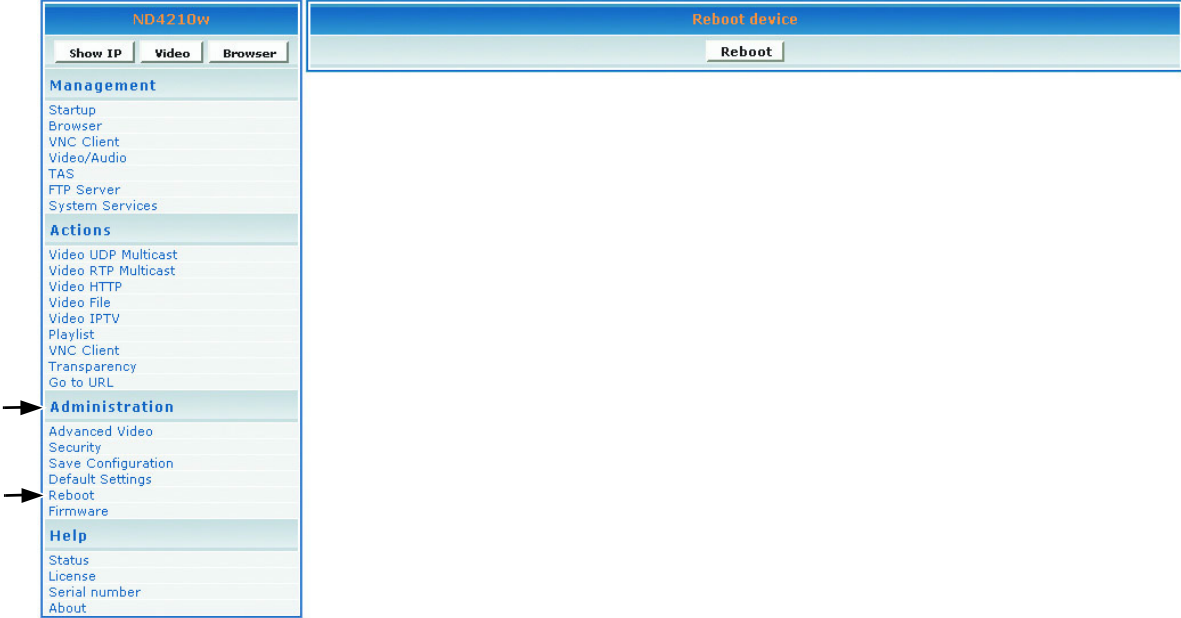 ND4210w
Show IP Video Browser
Management
Startup
Browser
VNC Client
Video/Audio
TAS
FTP Server
System Services
Actions
Video UDP Multicast
Video RTP Multicast
Video HTTP
Video File
Video IPTV
Playlist
VNC Client
Transparency
Go to URL
Administration
Advanced Video
Security
Save Configuration
Default Settings
Reboot
Firmware
Help
Status
License
Serial number
About
Reboot device
Reboot